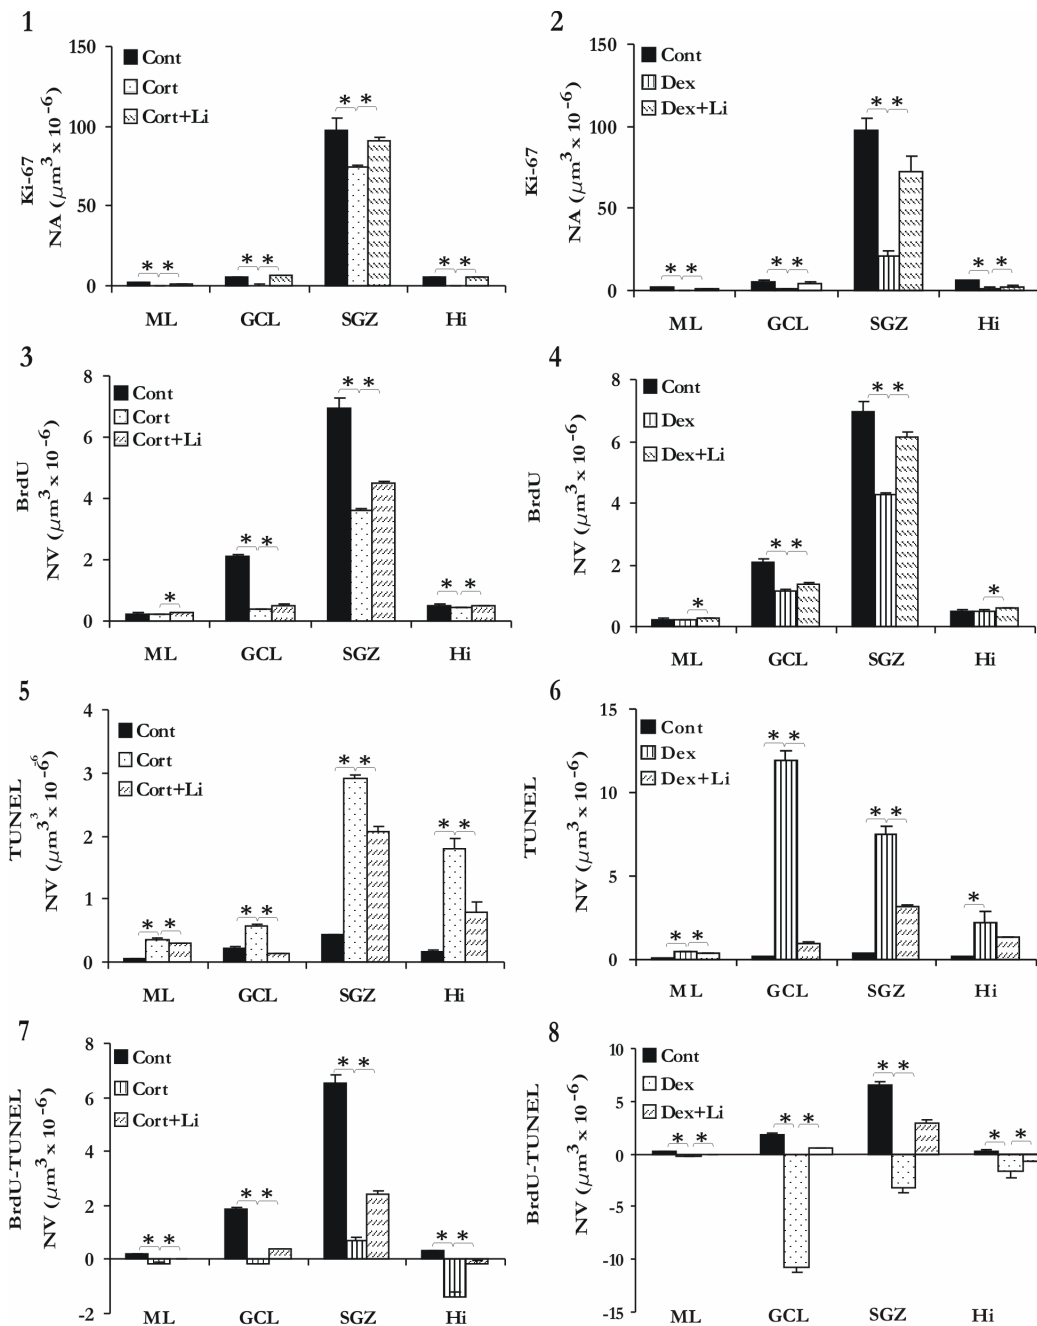 1
Ki-67
NA (μm³ x 10⁻⁶)
150
100
50
0
Cont
Cort
Cort+Li
* * * * * * * *
ML GCL SGZ Hi
2
Ki-67
NA (μm³ x 10⁻⁶)
150
100
50
0
Cont
Dex
Dex+Li
* * * * * * * *
ML GCL SGZ Hi
3
BrdU
NV (μm³ x 10⁻⁶)
8
6
4
2
0
Cont
Cort
Cort+Li
* * * * * * *
ML GCL SGZ Hi
4
BrdU
NV (μm³ x 10⁻⁶)
8
6
4
2
0
Cont
Dex
Dex+Li
* * * * * *
ML GCL SGZ Hi
5
TUNEL
NV (μm³ x 10⁻⁶)
4
3
2
1
0
Cont
Cort
Cort+Li
* * * * * * * *
ML GCL SGZ Hi
6
TUNEL
NV (μm³ x 10⁻⁶)
15
10
5
0
Cont
Dex
Dex+Li
* * * * * * *
ML GCL SGZ Hi
7
BrdU-TUNEL
NV (μm³ x 10⁻⁶)
8
6
4
2
0
-2
Cont
Cort
Cort+Li
* * * * * * * *
ML GCL SGZ Hi
8
BrdU-TUNEL
NV (μm³ x 10⁻⁶)
10
5
0
-5
-10
-15
Cont
Dex
Dex+Li
* * * * * * * *
ML GCL SGZ Hi